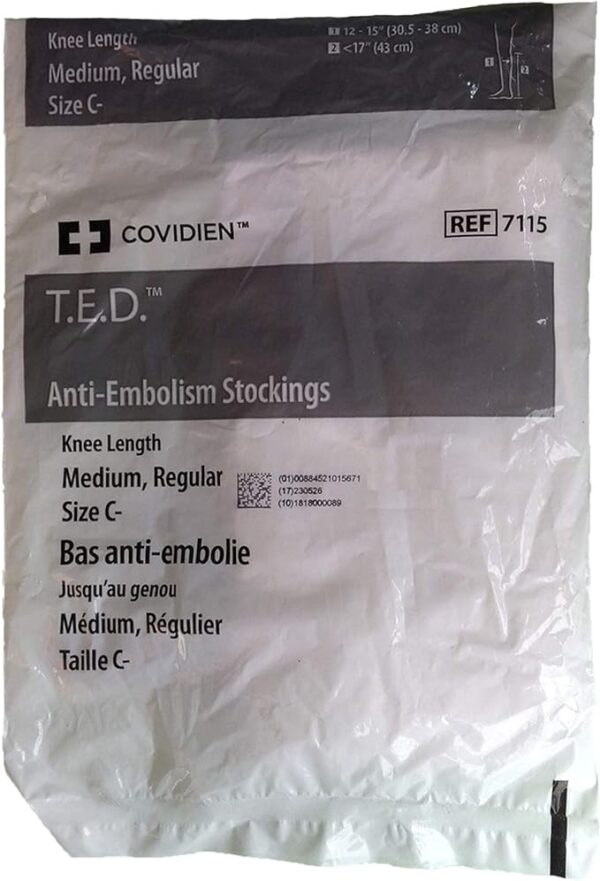 Knee Length
Medium, Regular
Size C-
1 12 - 15" (30.5 - 38 cm)
2 <17" (43 cm)
1
2
COVIDIEN™
REF 7115
T.E.D.™
Anti-Embolism Stockings
Knee Length
Medium, Regular
Size C-
(01)00884521015671
(17)230526
(10)1818000089
Bas anti-embolie
Jusqu'au genou
Médium, Régulier
Taille C-